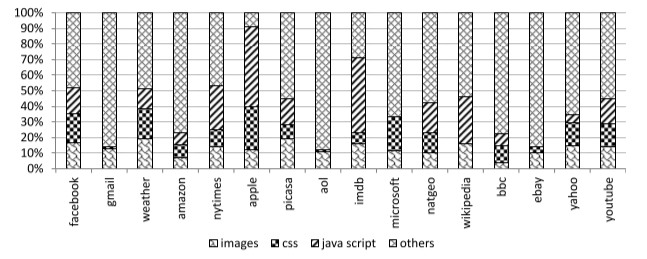 100%
90%
80%
70%
60%
50%
40%
30%
20%
10%
0%
facebook
gmail
weather
amazon
nytimes
apple
picasa
aol
imdb
microsoft
natgeo
wikipedia
bbc
ebay
yahoo
youtube
images css java script others